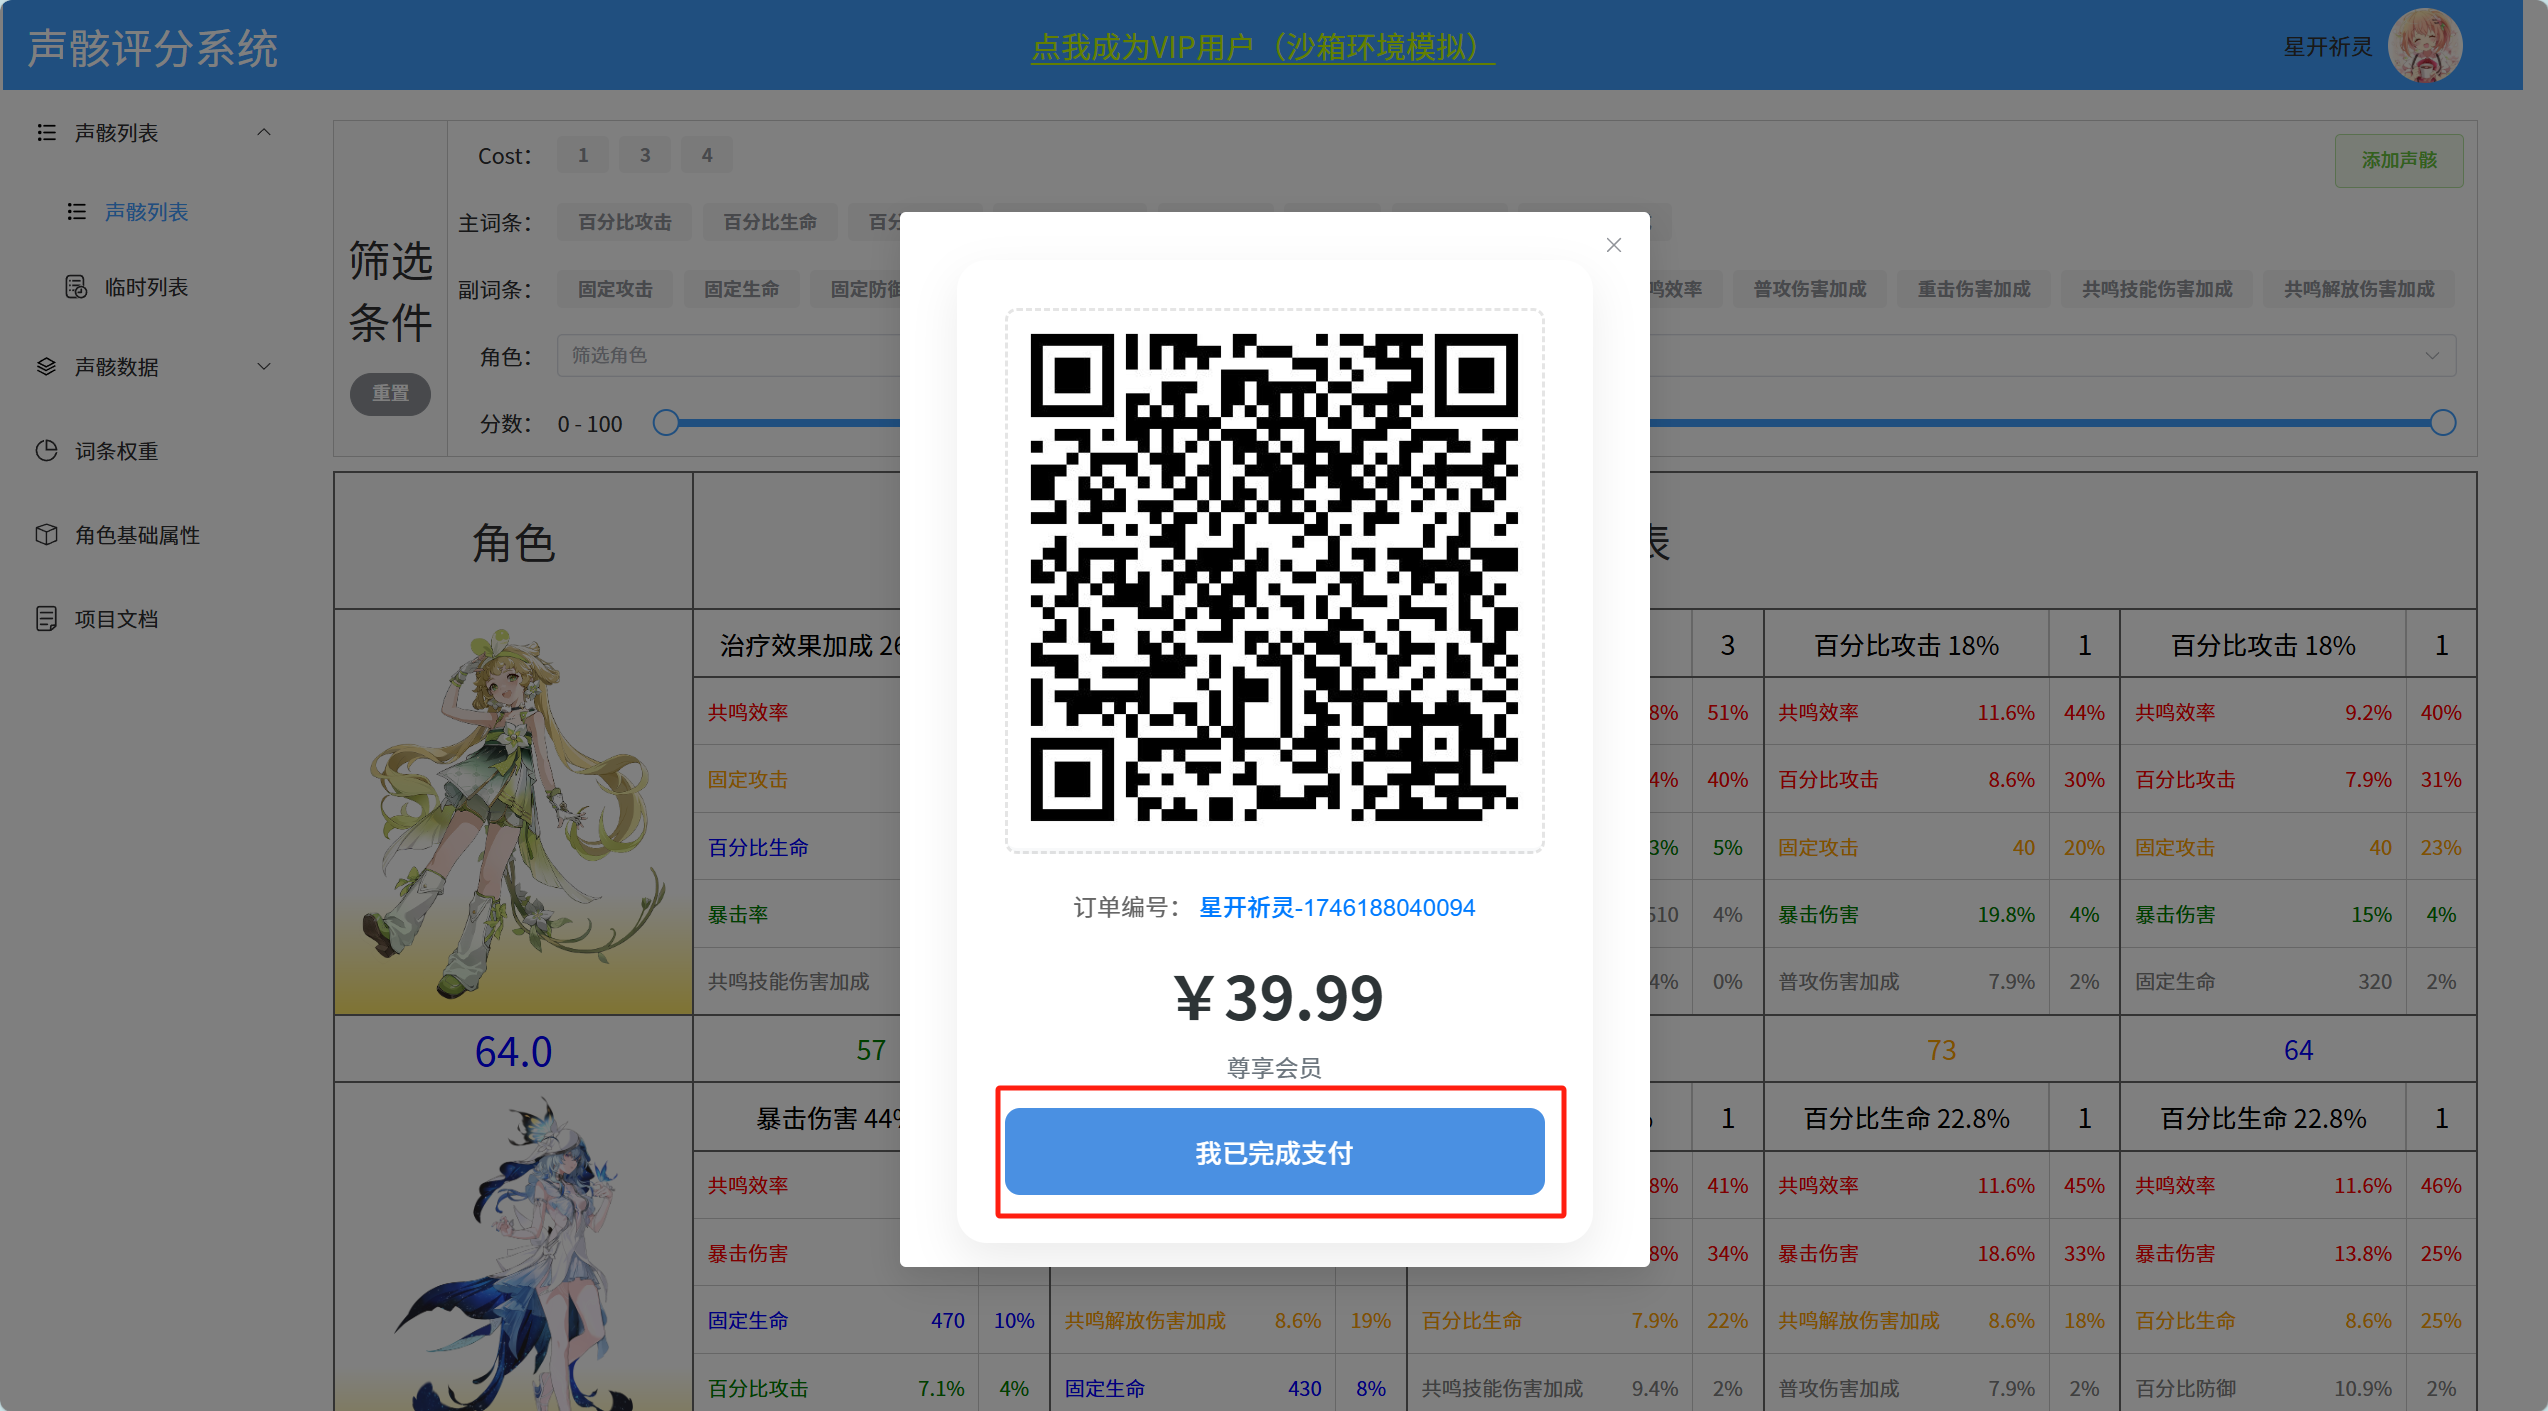 声骸评分系统
点我成为VIP用户（沙箱环境模拟）
星开祈灵
声骸列表
声骸列表
临时列表
声骸数据
词条权重
角色基础属性
项目文档
筛选
条件
重置
Cost： 1 3 4
添加声骸
主词条： 百分比攻击 百分比生命
副词条： 固定攻击 固定生命 固定防御 鸣效率 普攻伤害加成 重击伤害加成 共鸣技能伤害加成 共鸣解放伤害加成
角色： 筛选角色
分数： 0 - 100
角色 表
治疗效果加成 3 百分比攻击 18% 1 百分比攻击 18% 1
共鸣效率 8% 51% 共鸣效率 11.6% 44% 共鸣效率 9.2% 40%
固定攻击 4% 40% 百分比攻击 8.6% 30% 百分比攻击 7.9% 31%
百分比生命 3% 5% 固定攻击 40 20% 固定攻击 40 23%
暴击率 510 4% 暴击伤害 19.8% 4% 暴击伤害 15% 4%
共鸣技能伤害加成 4% 0% 普攻伤害加成 7.9% 2% 固定生命 320 2%
64.0 57 73 64
暴击伤害 44% 1 百分比生命 22.8% 1 百分比生命 22.8% 1
共鸣效率 8% 41% 共鸣效率 11.6% 45% 共鸣效率 11.6% 46%
暴击伤害 8% 34% 暴击伤害 18.6% 33% 暴击伤害 13.8% 25%
固定生命 470 10% 共鸣解放伤害加成 8.6% 19% 百分比生命 7.9% 22% 共鸣解放伤害加成 8.6% 18% 百分比生命 8.6% 25%
百分比攻击 7.1% 4% 固定生命 430 8% 共鸣技能伤害加成 9.4% 2% 普攻伤害加成 7.9% 2% 百分比防御 10.9% 2%
订单编号： 星开祈灵-1746188040094
￥39.99
尊享会员
我已完成支付